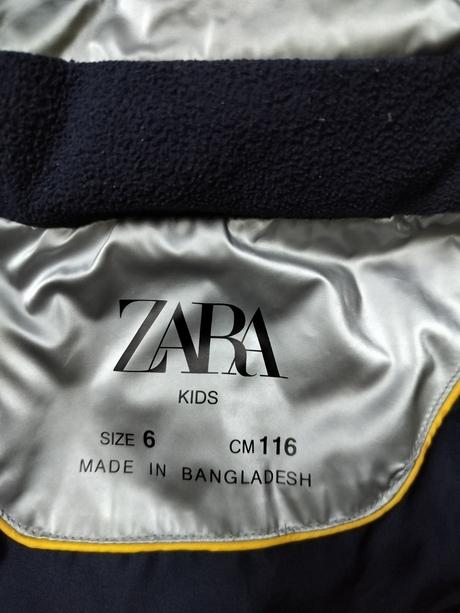 ZARA
KIDS
SIZE 6 CM 116
MADE IN BANGLADESH